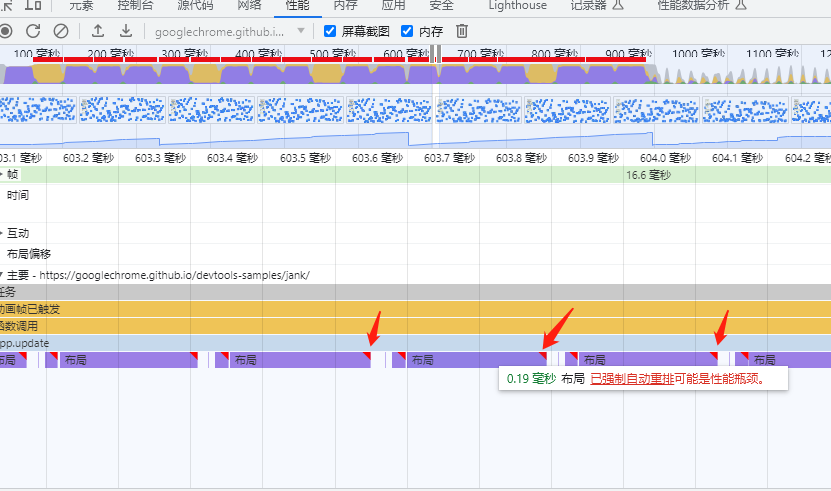 元素 控制台 源代码 网络 性能 内存 应用 安全 Lighthouse 记录器 性能数据分析
googlechrome.github.i... 屏幕截图 内存
100 毫秒 200 毫秒 300 毫秒 400 毫秒 500 毫秒 600 毫秒 700 毫秒 800 毫秒 900 毫秒 1000 毫秒 1100 毫秒
03.1 毫秒 603.2 毫秒 603.3 毫秒 603.4 毫秒 603.5 毫秒 603.6 毫秒 603.7 毫秒 603.8 毫秒 603.9 毫秒 604.0 毫秒 604.1 毫秒 604.2 毫
帧 16.6 毫秒
时间
互动
布局偏移
主要 - https://googlechrome.github.io/devtools-samples/jank/
任务
动画帧已触发
函数调用
pp.update
布局 布局 布局 布局 布局 布局
0.19 毫秒 布局 已强制自动重排可能是性能瓶颈。